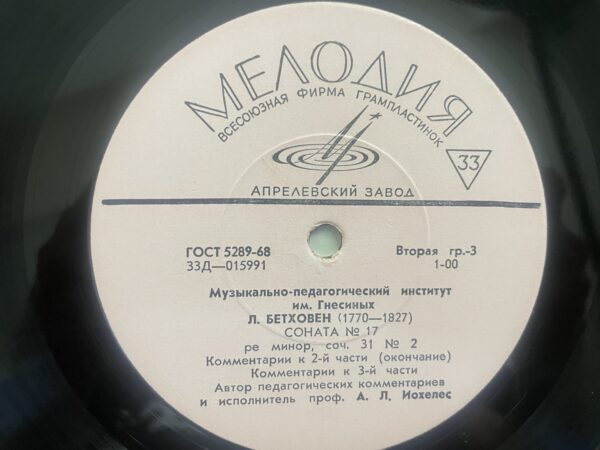 МЕЛОДИЯ
ВСЕСОЮЗНАЯ ФИРМА ГРАМПЛАСТИНОК
33
АПРЕЛЕВСКИЙ ЗАВОД
ГОСТ 5289-68 Вторая гр.-3
33Д—015991 1-00
Музыкально-педагогический институт
им. Гнесиных
Л. БЕТХОВЕН (1770—1827)
СОНАТА № 17
ре минор, соч. 31 № 2
Комментарии к 2-й части (окончание)
Комментарии к 3-й части
Автор педагогических комментариев
и исполнитель проф. А. Л. Иохелес